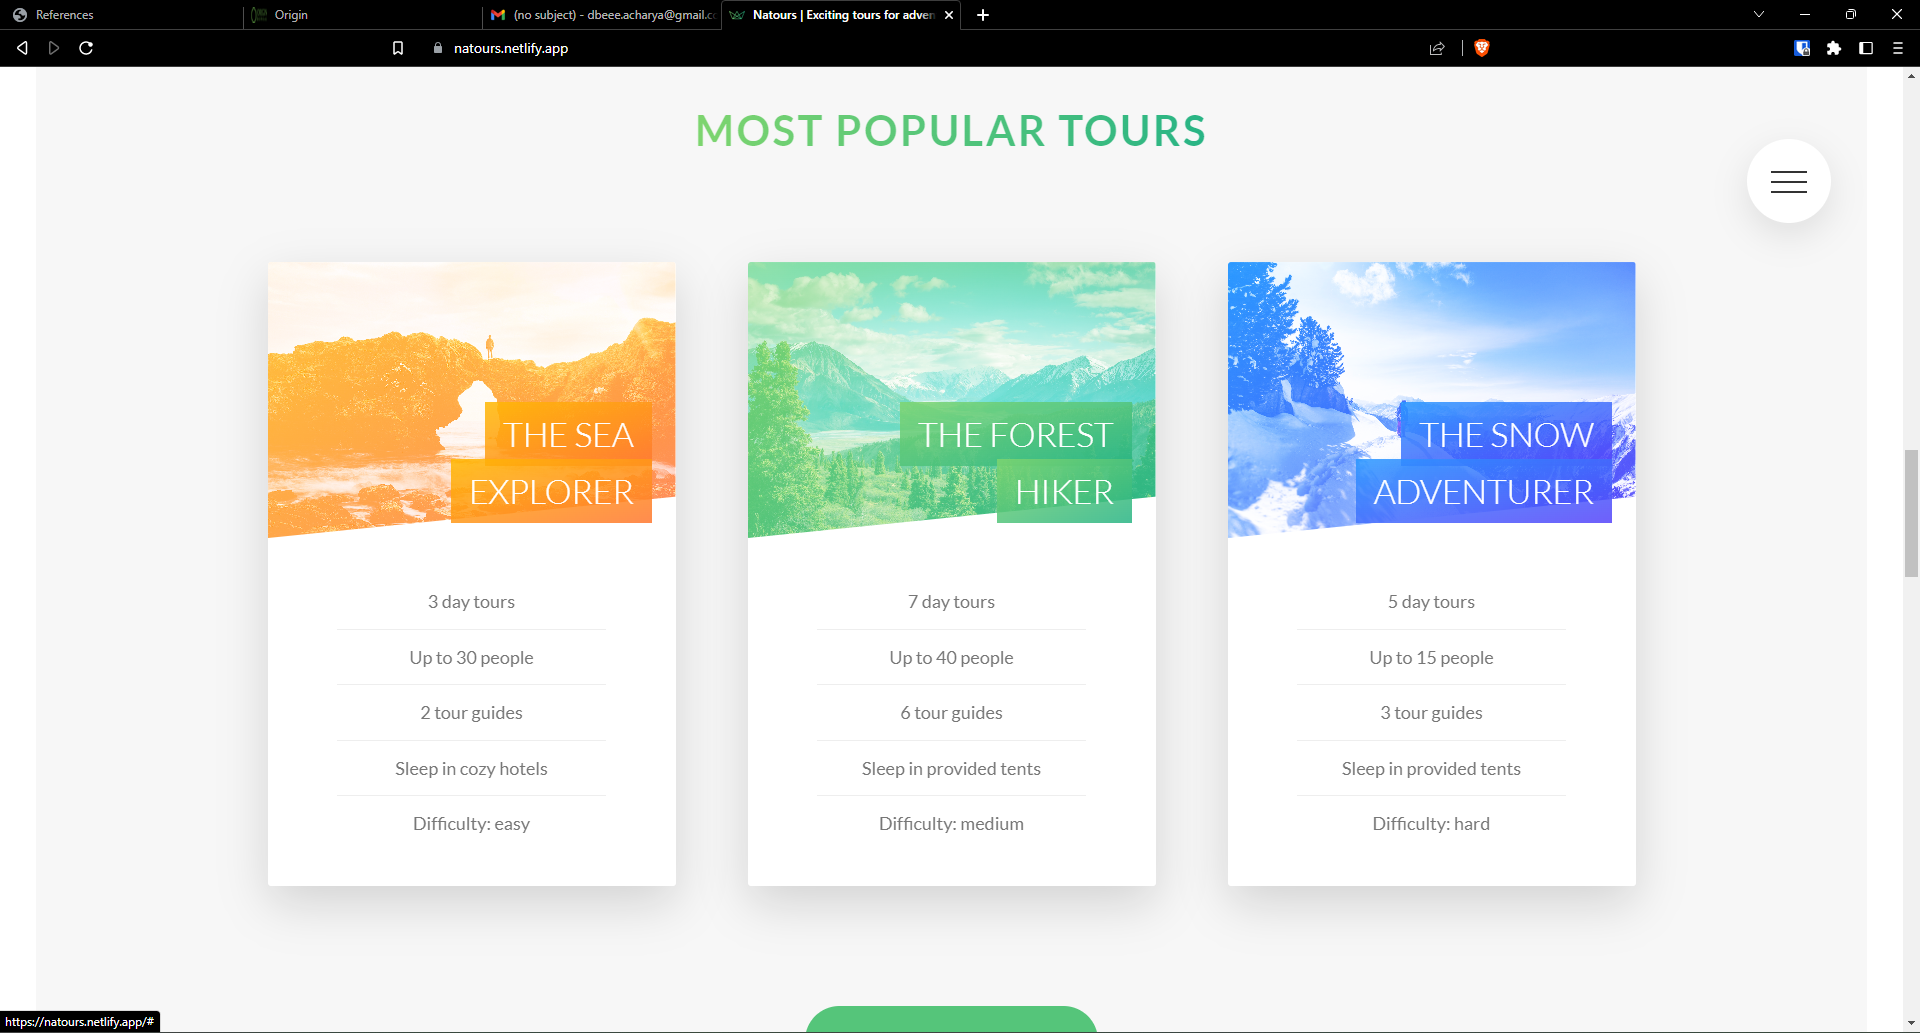 References
Origin
(no subject) - dbeee.acharya@gmail.c
Natours | Exciting tours for adven
natours.netlify.app
MOST POPULAR TOURS
THE SEA
EXPLORER
3 day tours
Up to 30 people
2 tour guides
Sleep in cozy hotels
Difficulty: easy
THE FOREST
HIKER
7 day tours
Up to 40 people
6 tour guides
Sleep in provided tents
Difficulty: medium
THE SNOW
ADVENTURER
5 day tours
Up to 15 people
3 tour guides
Sleep in provided tents
Difficulty: hard
https://natours.netlify.app/#